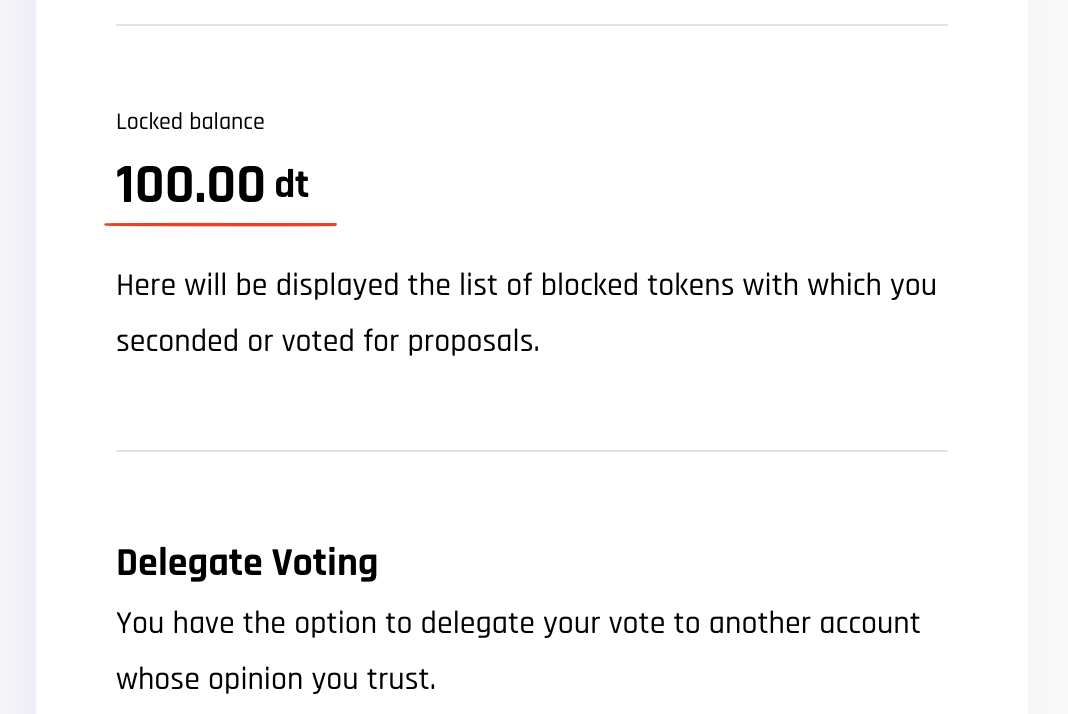 Locked balance
100.00 dt
Here will be displayed the list of blocked tokens with which you
seconded or voted for proposals.
Delegate Voting
You have the option to delegate your vote to another account
whose opinion you trust.